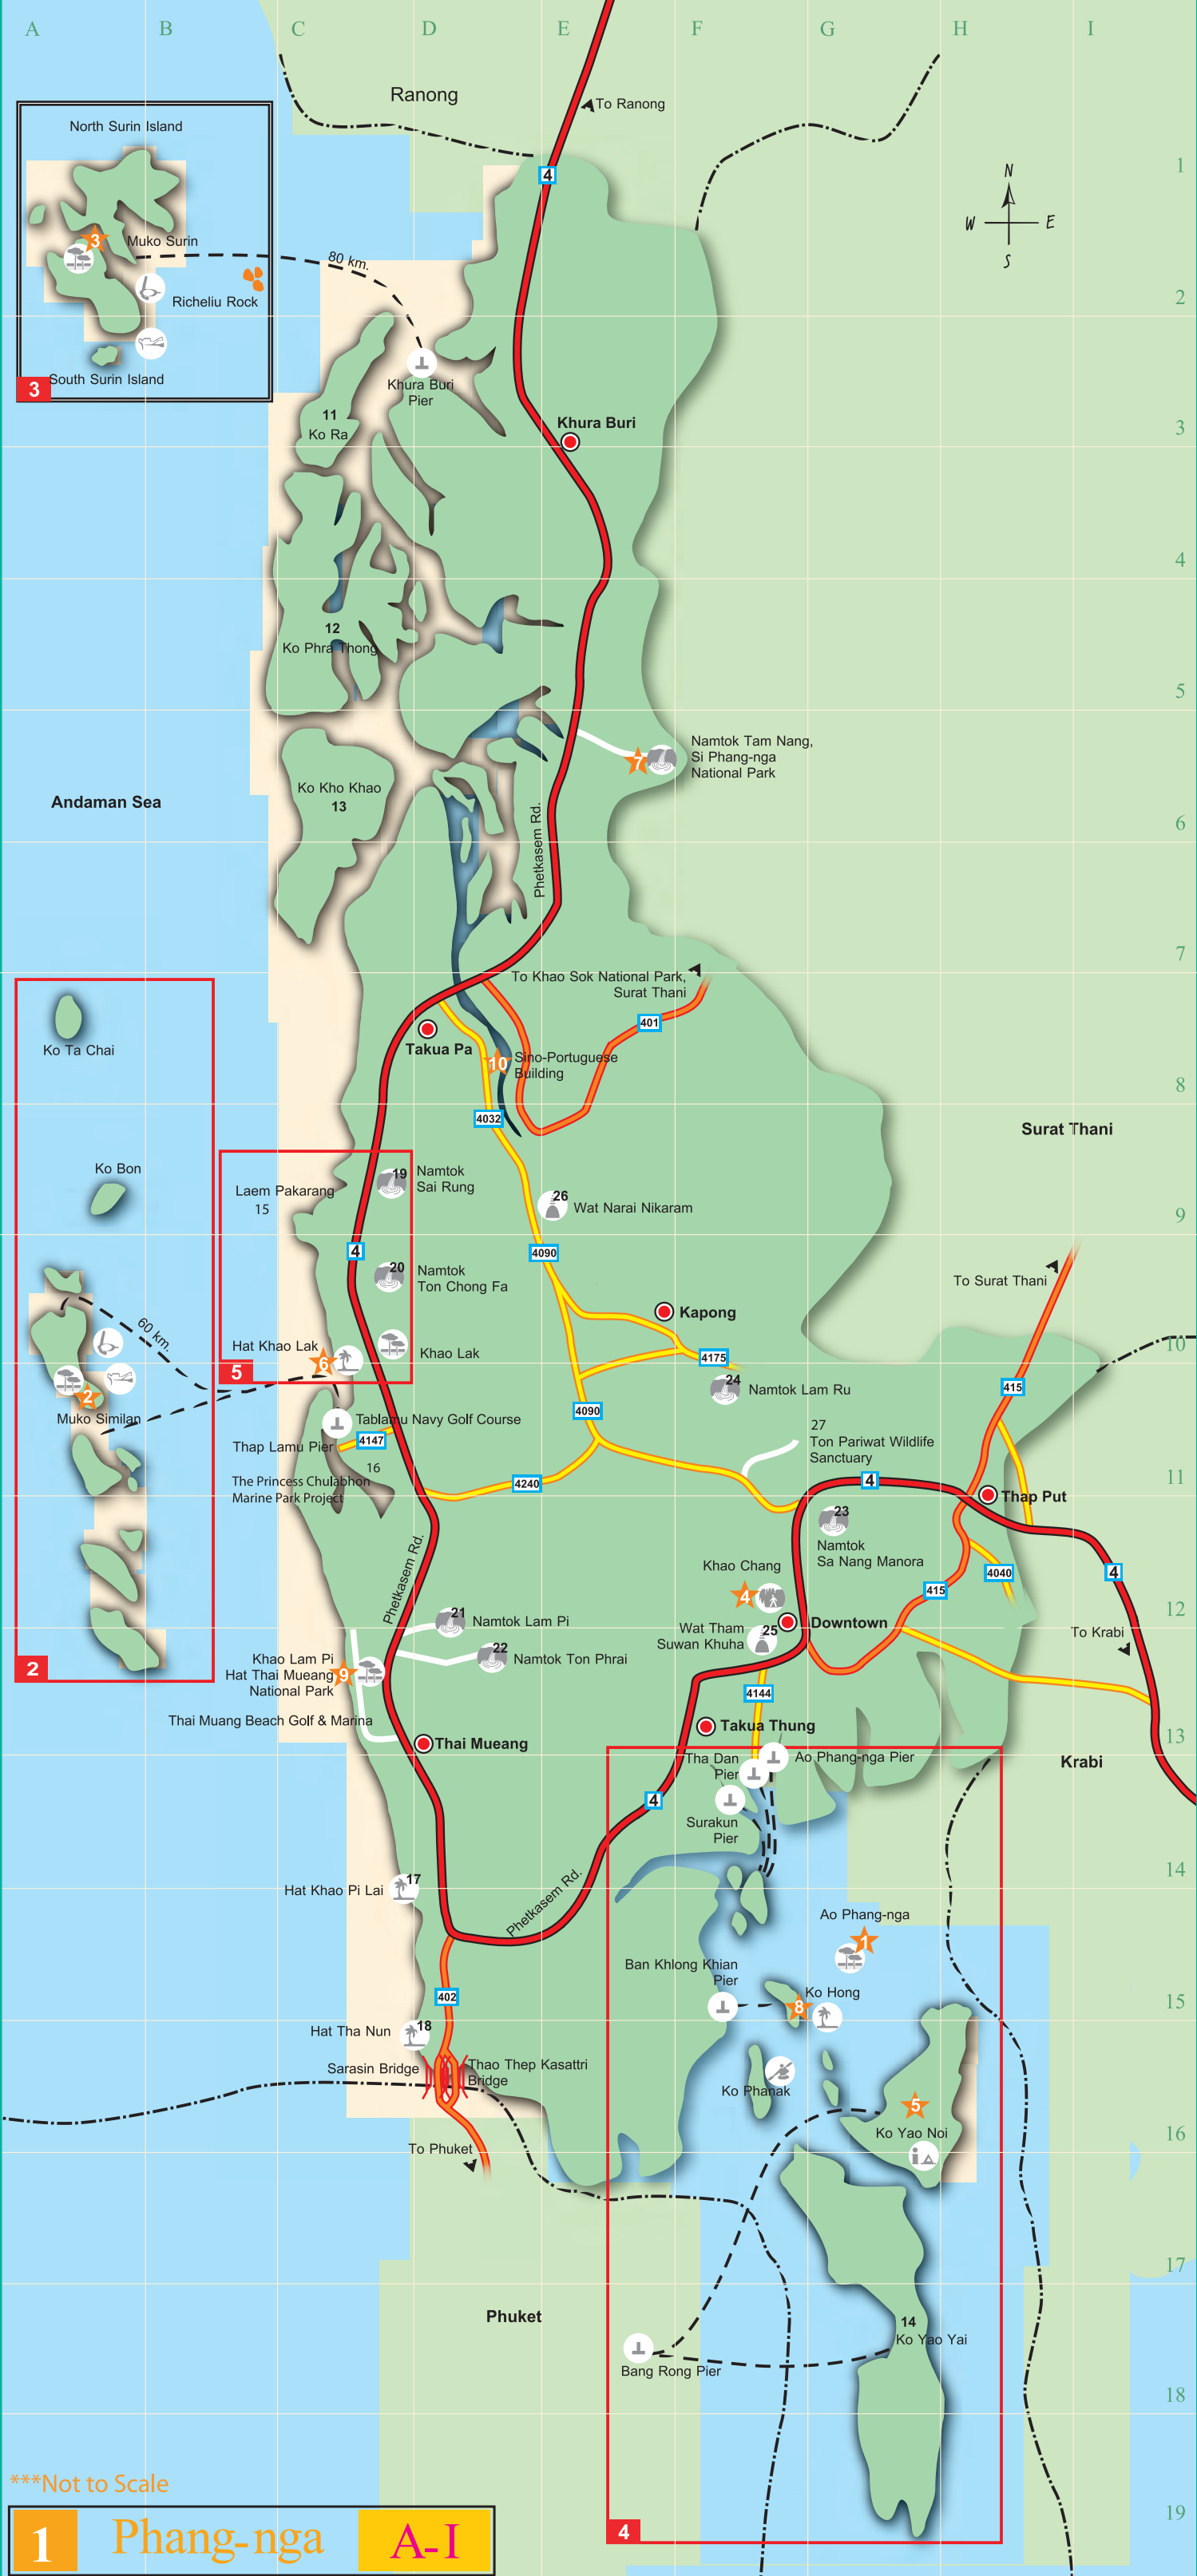 A
B
C
D
E
F
G
H
I
Ranong
To Ranong
North Surin Island
1
4
N
W E
S
3
Muko Surin
80 km.
Richeliu Rock
2
South Surin Island
3
Khura Buri
Pier
11
Ko Ra
Khura Buri
3
4
12
Ko Phra Thong
5
Namtok Tam Nang,
Si Phang-nga
National Park
7
Ko Kho Khao
13
Andaman Sea
Phetkasem Rd.
6
7
To Khao Sok National Park,
Surat Thani
401
Ko Ta Chai
Takua Pa
10
Sino-Portuguese
Building
8
4032
Surat Thani
Ko Bon
19
Namtok
Sai Rung
Laem Pakarang
15
26
Wat Narai Nikaram
9
4
4090
20
Namtok
Ton Chong Fa
To Surat Thani
Kapong
60 km.
Hat Khao Lak
6
Khao Lak
5
4175
10
24
Namtok Lam Ru
415
2
Muko Similan
Tablamu Navy Golf Course
Thap Lamu Pier
4147
4090
27
Ton Pariwat Wildlife
Sanctuary
16
The Princess Chulabhon
Marine Park Project
4240
4
11
Thap Put
23
Namtok
Sa Nang Manora
Phetkasem Rd.
Khao Chang
4
415
4040
4
12
21
Namtok Lam Pi
Downtown
Wat Tham
Suwan Khuha
25
To Krabi
22
Namtok Ton Phrai
Khao Lam Pi
Hat Thai Mueang
National Park
9
2
4144
Thai Muang Beach Golf & Marina
Takua Thung
Thai Mueang
13
Tha Dan
Pier
Ao Phang-nga Pier
Krabi
4
Surakun
Pier
14
17
Hat Khao Pi Lai
Phetkasem Rd.
Ao Phang-nga
1
Ban Khlong Khian
Pier
402
Ko Hong
8
15
18
Hat Tha Nun
Sarasin Bridge
Thao Thep Kasattri
Bridge
Ko Phanak
5
Ko Yao Noi
16
To Phuket
17
Phuket
14
Ko Yao Yai
Bang Rong Pier
18
***Not to Scale
19
4
1 Phang-nga A-I